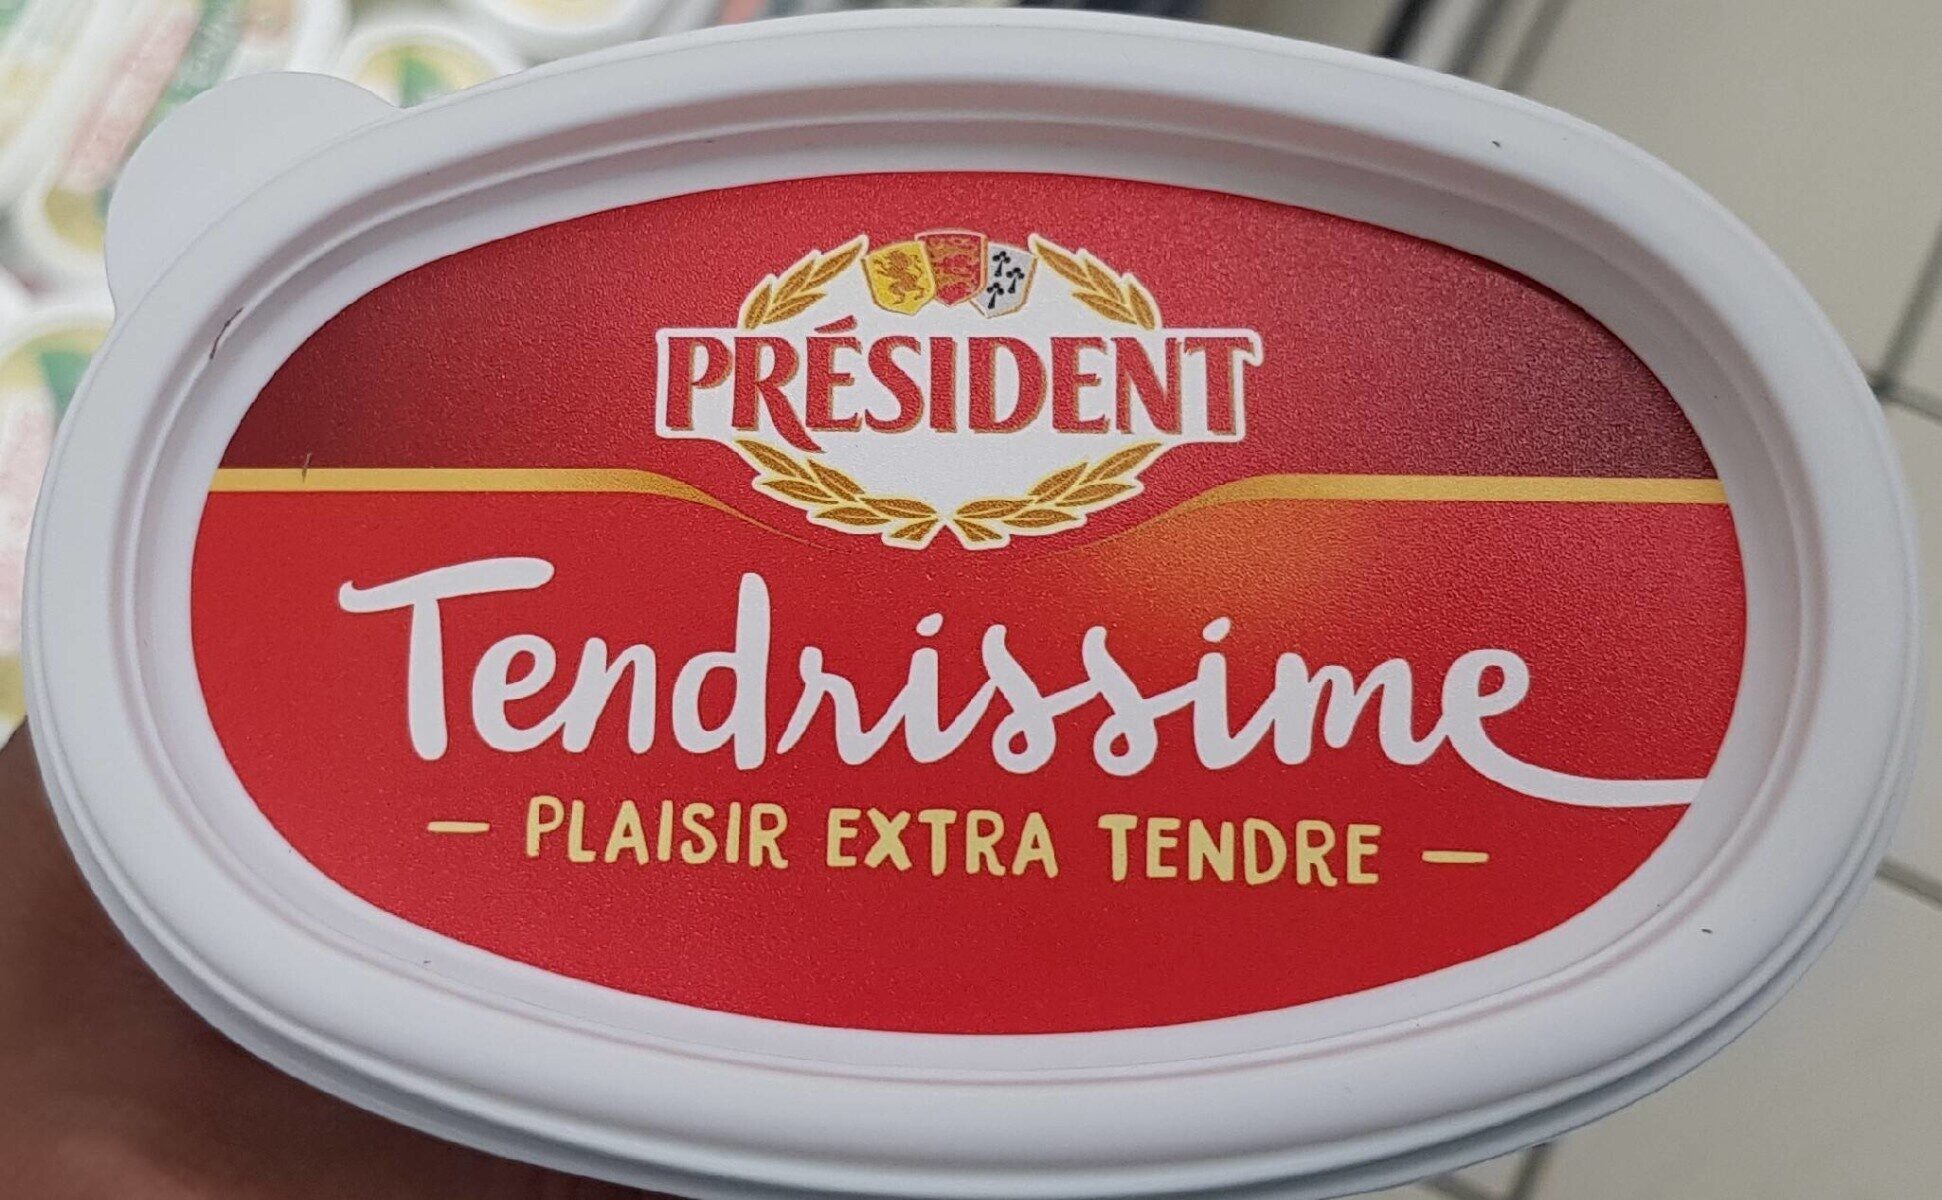 PRÉSIDENT
Tendrissime
— PLAISIR EXTRA TENDRE —